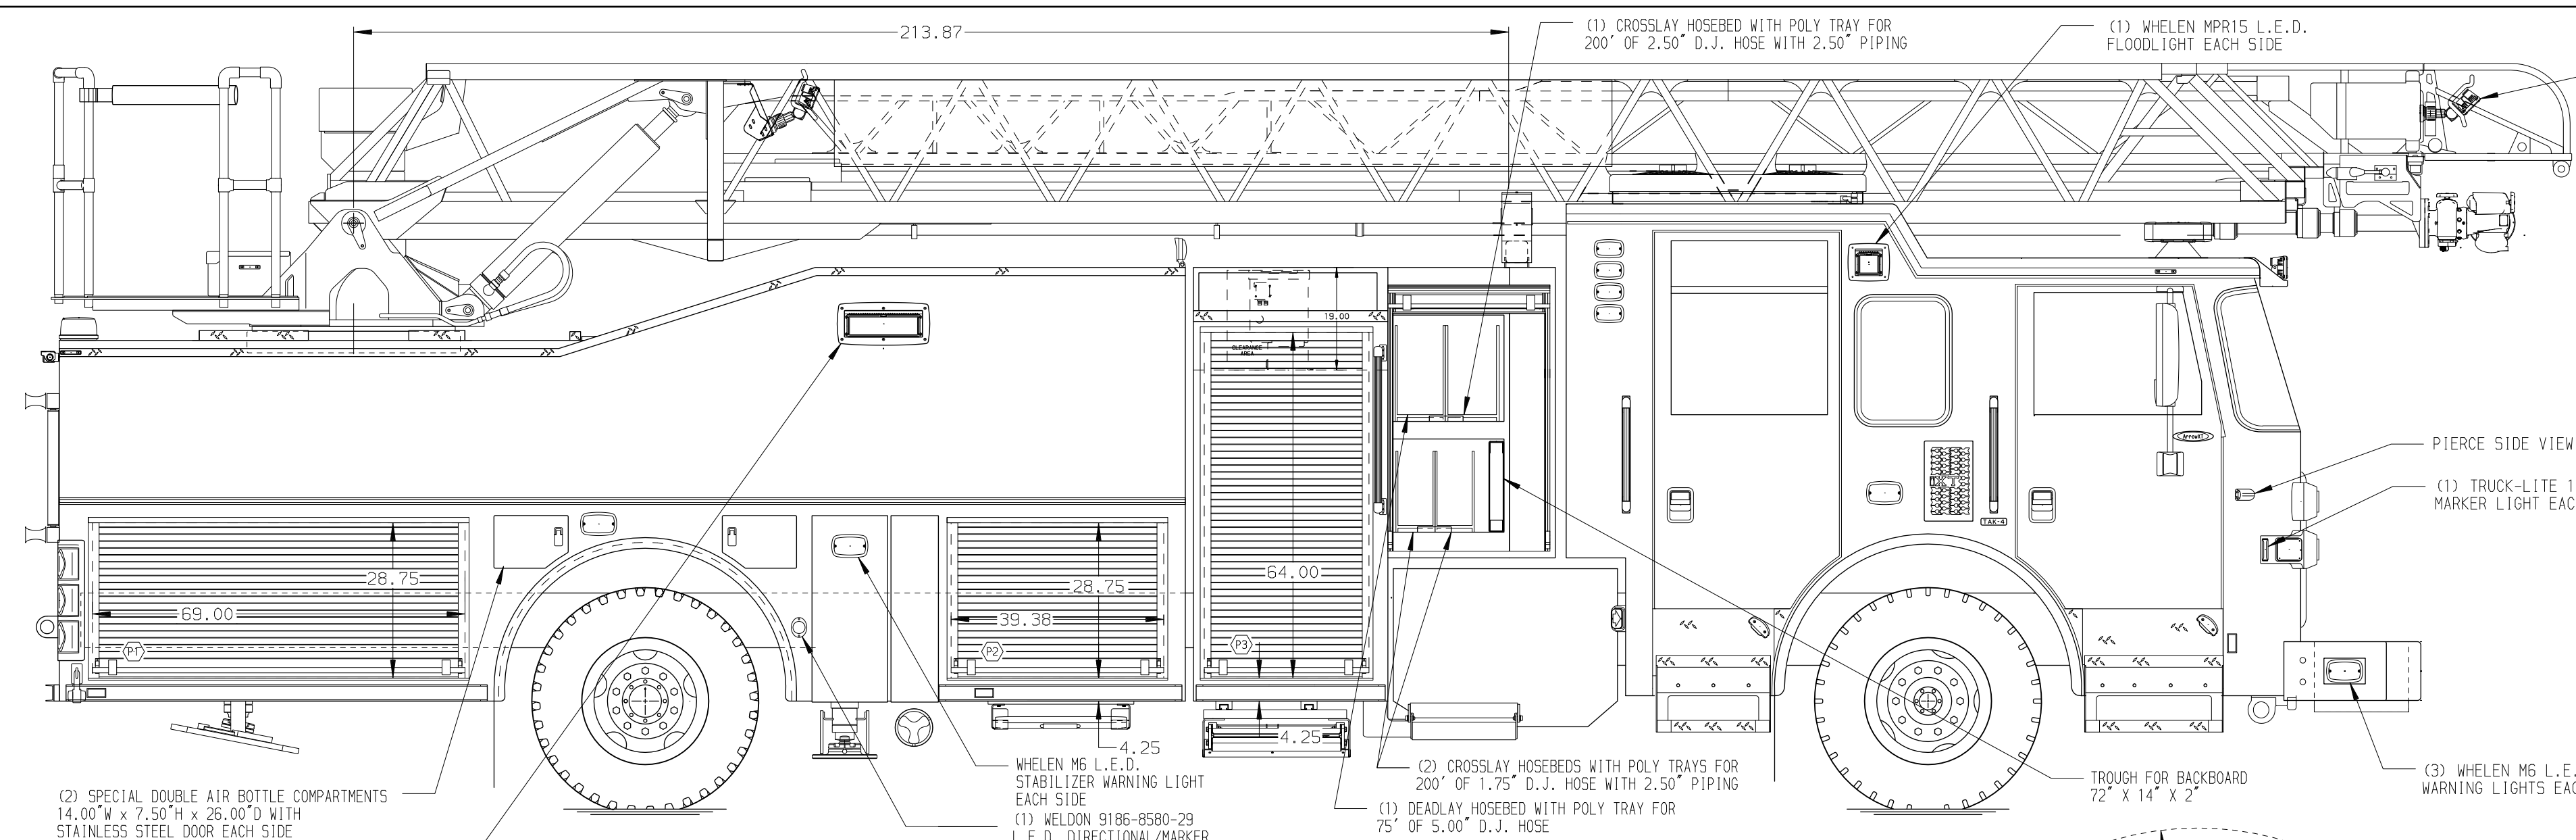 213.87
(1) CROSSLAY HOSEBED WITH POLY TRAY FOR
200' OF 2.50" D.J. HOSE WITH 2.50" PIPING
(1) WHELEN MPR15 L.E.D.
FLOODLIGHT EACH SIDE
19.00
CLEARANCE
AREA
ArrowXT
PIERCE SIDE VIEW
(1) TRUCK-LITE 1
MARKER LIGHT EAC
TAK-4
28.75
69.00
P1
28.75
39.38
P2
64.00
P3
4.25
4.25
(2) SPECIAL DOUBLE AIR BOTTLE COMPARTMENTS
14.00"W x 7.50"H x 26.00"D WITH
STAINLESS STEEL DOOR EACH SIDE
WHELEN M6 L.E.D.
STABILIZER WARNING LIGHT
EACH SIDE
(1) WELDON 9186-8580-29
L.E.D. DIRECTIONAL/MARKER
(2) CROSSLAY HOSEBEDS WITH POLY TRAYS FOR
200' OF 1.75" D.J. HOSE WITH 2.50" PIPING
(1) DEADLAY HOSEBED WITH POLY TRAY FOR
75' OF 5.00" D.J. HOSE
TROUGH FOR BACKBOARD
72" X 14" X 2"
(3) WHELEN M6 L.E.
WARNING LIGHTS EAC